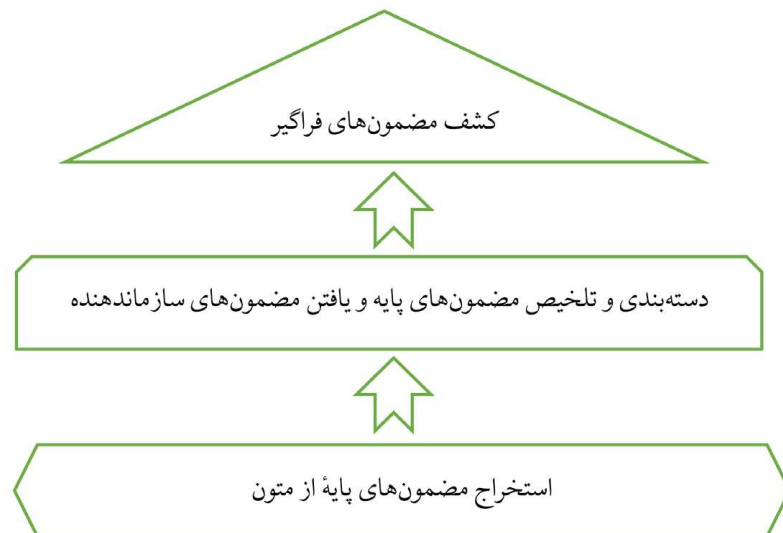 کشف مضمون‌های فراگیر
دسته‌بندی و تلخیص مضمون‌های پایه و یافتن مضمون‌های سازماندهنده
استخراج مضمون‌های پایهٔ از متون